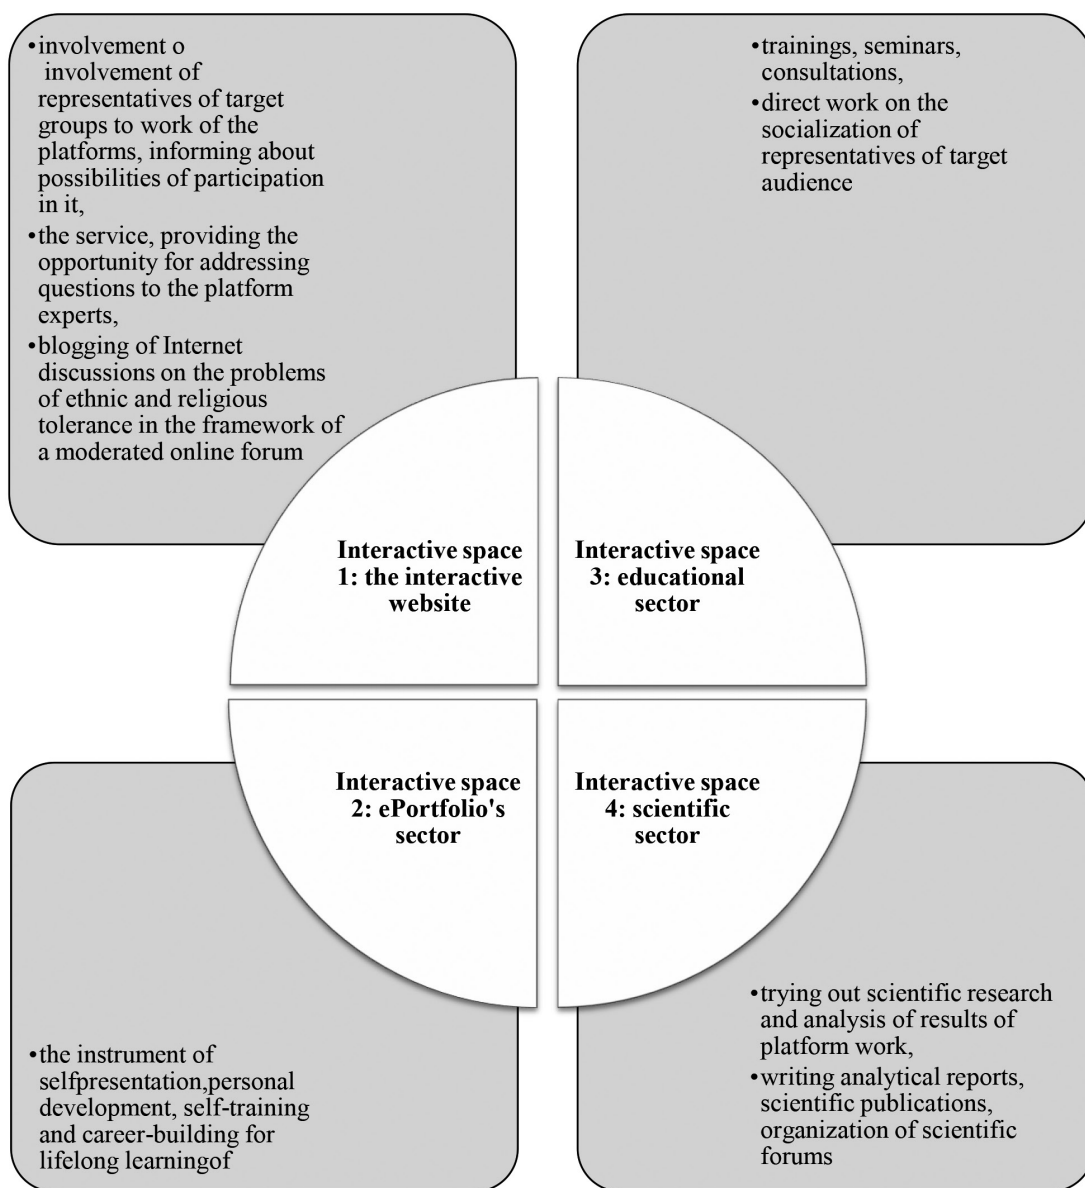 •involvement o
involvement of
representatives of target
groups to work of the
platforms, informing about
possibilities of participation
in it,
•the service, providing the
opportunity for addressing
questions to the platform
experts,
•blogging of Internet
discussions on the problems
of ethnic and religious
tolerance in the framework of
a moderated online forum
•trainings, seminars,
consultations,
•direct work on the
socialization of
representatives of target
audience
Interactive space
1: the interactive
website
Interactive space
3: educational
sector
Interactive space
2: ePortfolio's
sector
Interactive space
4: scientific
sector
•the instrument of
selfpresentation,personal
development, self-training
and career-building for
lifelong learningof
•trying out scientific research
and analysis of results of
platform work,
•writing analytical reports,
scientific publications,
organization of scientific
forums